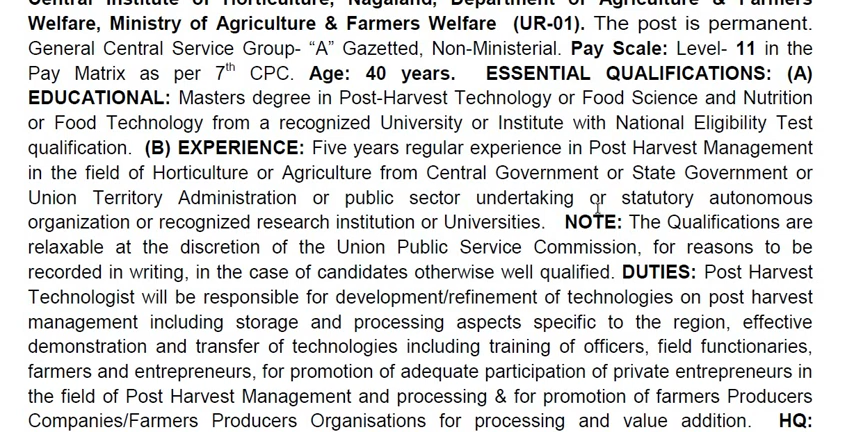 Central Institute of Horticulture, Nagaland, Department of Agriculture & Farmers
Welfare, Ministry of Agriculture & Farmers Welfare (UR-01). The post is permanent.
General Central Service Group- “A” Gazetted, Non-Ministerial. Pay Scale: Level- 11 in the
Pay Matrix as per 7th CPC. Age: 40 years. ESSENTIAL QUALIFICATIONS: (A)
EDUCATIONAL: Masters degree in Post-Harvest Technology or Food Science and Nutrition
or Food Technology from a recognized University or Institute with National Eligibility Test
qualification. (B) EXPERIENCE: Five years regular experience in Post Harvest Management
in the field of Horticulture or Agriculture from Central Government or State Government or
Union Territory Administration or public sector undertaking or statutory autonomous
organization or recognized research institution or Universities. NOTE: The Qualifications are
relaxable at the discretion of the Union Public Service Commission, for reasons to be
recorded in writing, in the case of candidates otherwise well qualified. DUTIES: Post Harvest
Technologist will be responsible for development/refinement of technologies on post harvest
management including storage and processing aspects specific to the region, effective
demonstration and transfer of technologies including training of officers, field functionaries,
farmers and entrepreneurs, for promotion of adequate participation of private entrepreneurs in
the field of Post Harvest Management and processing & for promotion of farmers Producers
Companies/Farmers Producers Organisations for processing and value addition. HQ: